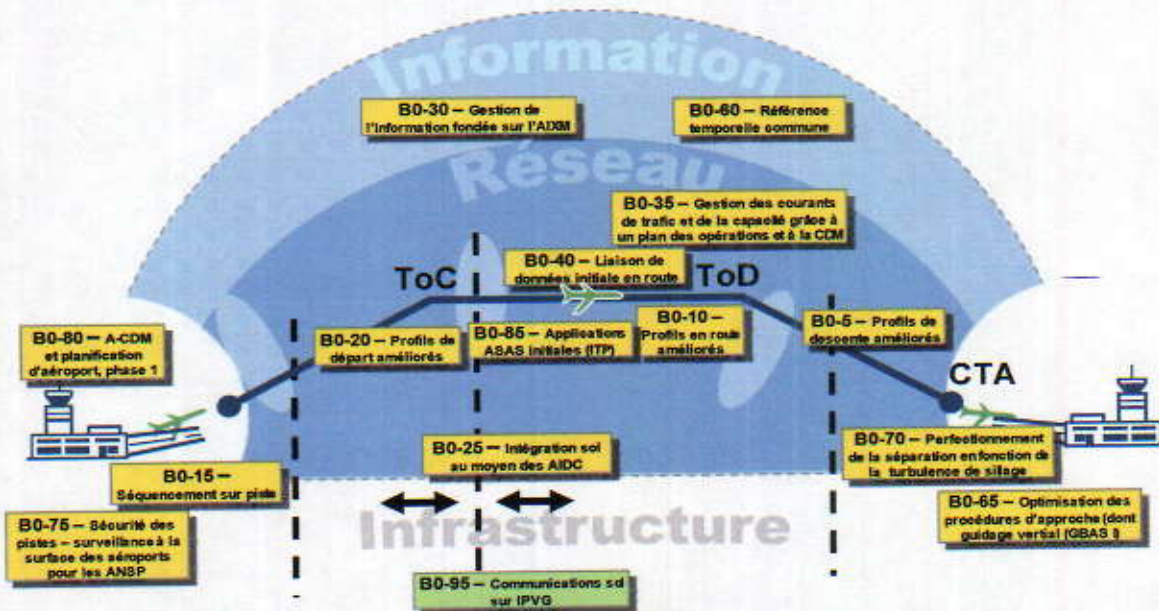 Information
B0-30 – Gestion de
l'information fondée sur l'AIXM
B0-60 – Référence
temporelle commune
Réseau
B0-35 – Gestion des courants
de trafic et de la capacité grâce à
un plan des opérations et à la CDM
B0-40 – Liaison de
données initiale en route
ToC
ToD
B0-80 – A-CDM
et planification
d'aéroport, phase 1
B0-20 – Profils de
départ améliorés
B0-85 – Applications
ASAS initiales (ITP)
B0-10 –
Profils en route
améliorés
B0-5 – Profils de
descente améliorés
CTA
B0-25 – Intégration sol
au moyen des AIDC
B0-70 – Perfectionnement
de la séparation en fonction de
la turbulence de sillage
B0-15 –
Séquencement sur piste
B0-75 – Sécurité des
pistes – surveillance à la
surface des aéroports
pour les ANSP
B0-65 – Optimisation des
procédures d'approche (dont
guidage vertial (GBAS I)
Infrastructure
B0-95 – Communications sol
sur IPVG